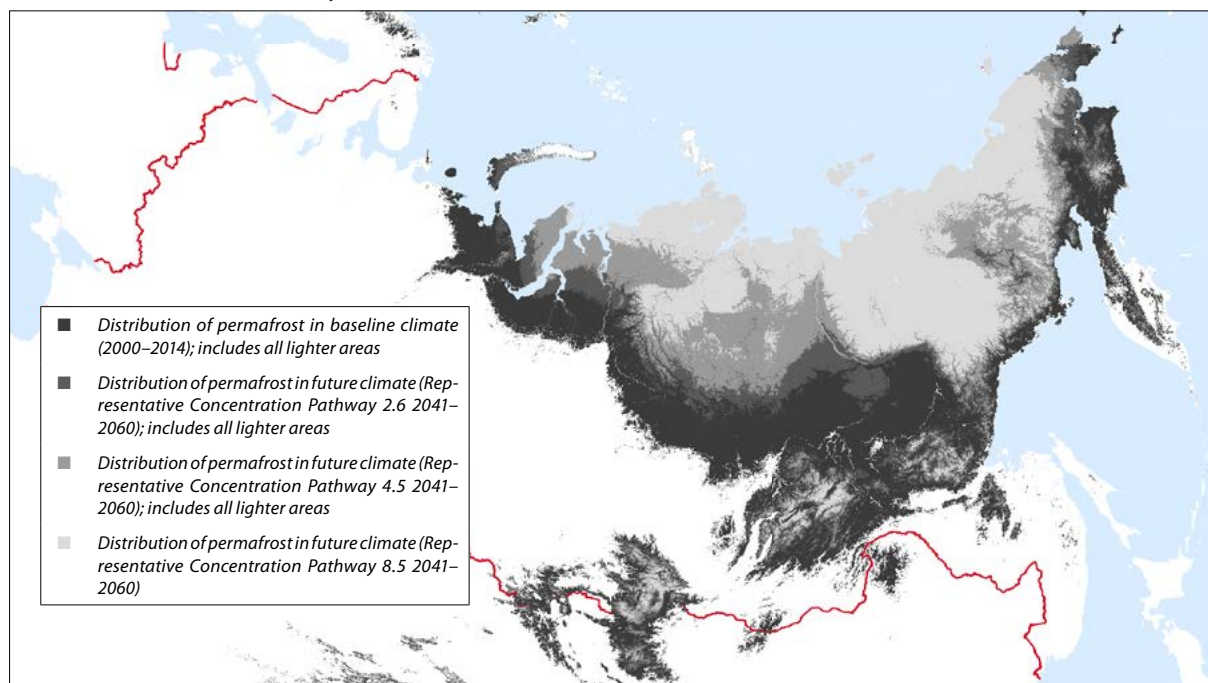 Distribution of permafrost in baseline climate
(2000–2014); includes all lighter areas
Distribution of permafrost in future climate (Rep-
resentative Concentration Pathway 2.6 2041–
2060); includes all lighter areas
Distribution of permafrost in future climate (Rep-
resentative Concentration Pathway 4.5 2041–
2060); includes all lighter areas
Distribution of permafrost in future climate (Rep-
resentative Concentration Pathway 8.5 2041–
2060)